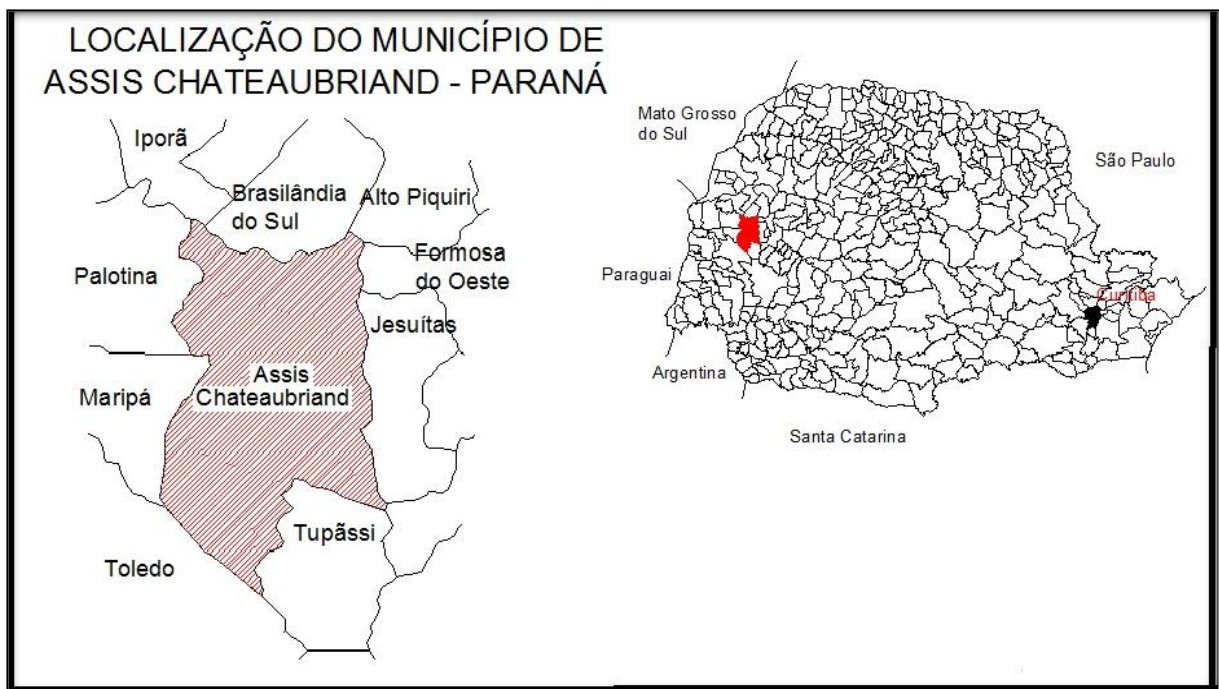 LOCALIZAÇÃO DO MUNICÍPIO DE
ASSIS CHATEAUBRIAND - PARANÁ
Iporã
Brasilândia
do Sul
Alto Piquiri
Formosa
do Oeste
Palotina
Jesuítas
Assis
Chateaubriand
Maripá
Tupãssi
Toledo
Mato Grosso
do Sul
São Paulo
Paraguai
Curitiba
Argentina
Santa Catarina